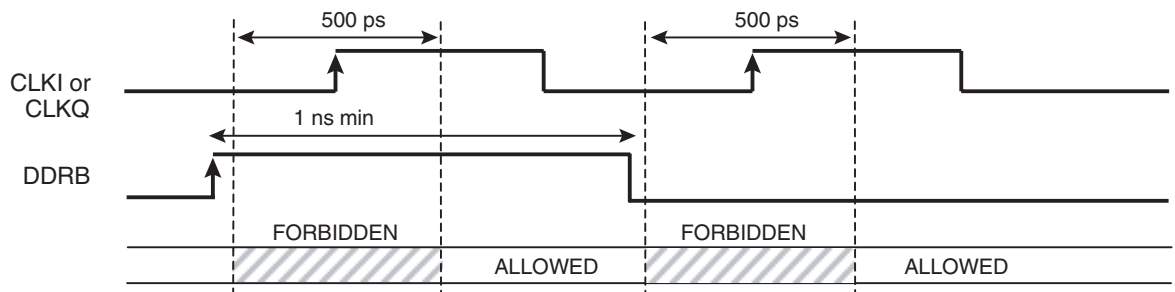 500 ps
500 ps
CLKI or
CLKQ
1 ns min
DDRB
FORBIDDEN
FORBIDDEN
ALLOWED
ALLOWED